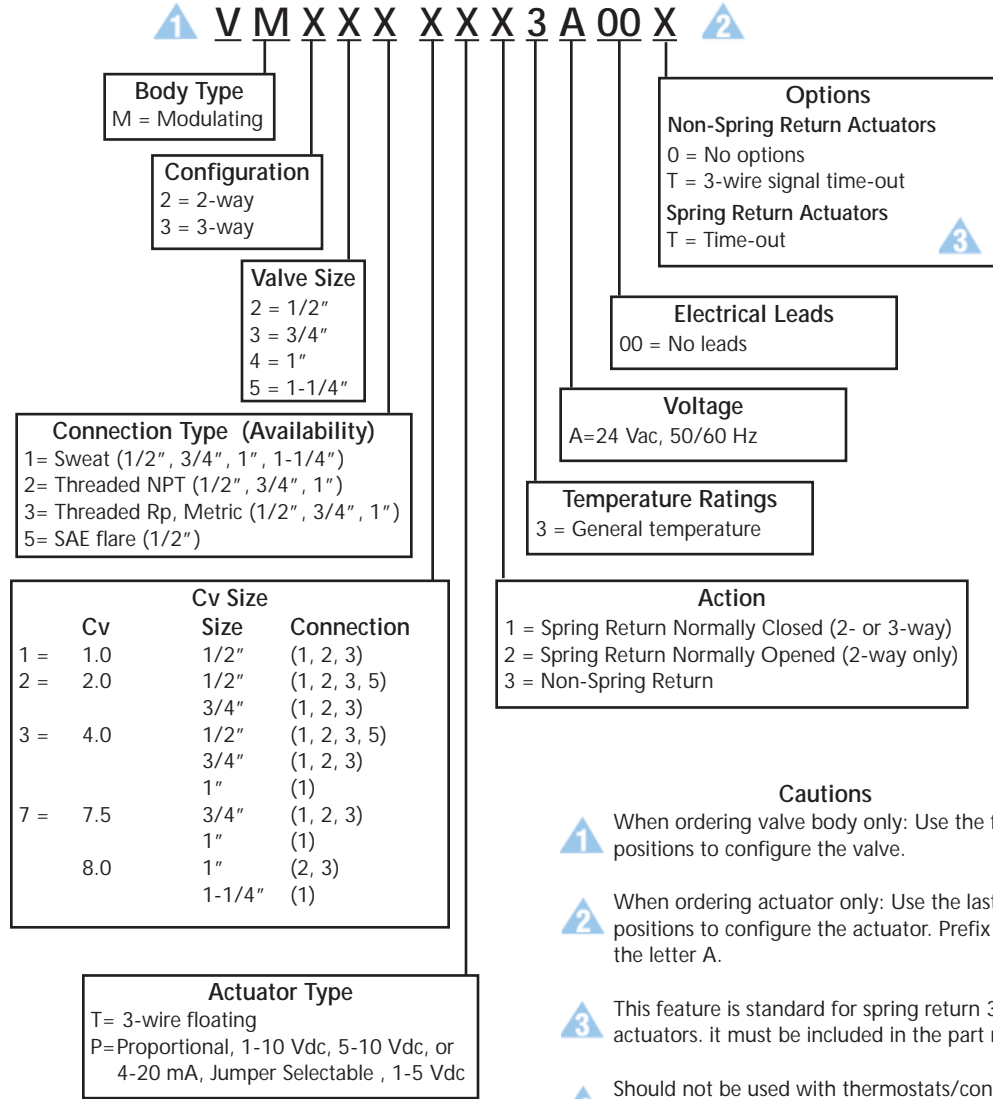 1 V M X X X X X X 3 A 00 X 2
Body Type
M = Modulating
Configuration
2 = 2-way
3 = 3-way
Valve Size
2 = 1/2"
3 = 3/4"
4 = 1"
5 = 1-1/4"
Connection Type (Availability)
1= Sweat (1/2", 3/4", 1", 1-1/4")
2= Threaded NPT (1/2", 3/4", 1")
3= Threaded Rp, Metric (1/2", 3/4", 1")
5= SAE flare (1/2")
Cv Size
Cv Size Connection
1 = 1.0 1/2" (1, 2, 3)
2 = 2.0 1/2" (1, 2, 3, 5)
3/4" (1, 2, 3)
3 = 4.0 1/2" (1, 2, 3, 5)
3/4" (1, 2, 3)
1" (1)
7 = 7.5 3/4" (1, 2, 3)
1" (1)
8.0 1" (2, 3)
1-1/4" (1)
Actuator Type
T= 3-wire floating
P=Proportional, 1-10 Vdc, 5-10 Vdc, or
4-20 mA, Jumper Selectable , 1-5 Vdc
Options
Non-Spring Return Actuators
0 = No options
T = 3-wire signal time-out
Spring Return Actuators
T = Time-out 3
Electrical Leads
00 = No leads
Voltage
A=24 Vac, 50/60 Hz
Temperature Ratings
3 = General temperature
Action
1 = Spring Return Normally Closed (2- or 3-way)
2 = Spring Return Normally Opened (2-way only)
3 = Non-Spring Return
Cautions
1 When ordering valve body only: Use the
positions to configure the valve.
2 When ordering actuator only: Use the last
positions to configure the actuator. Prefix
the letter A.
3 This feature is standard for spring return
actuators. it must be included in the part
Should not be used with